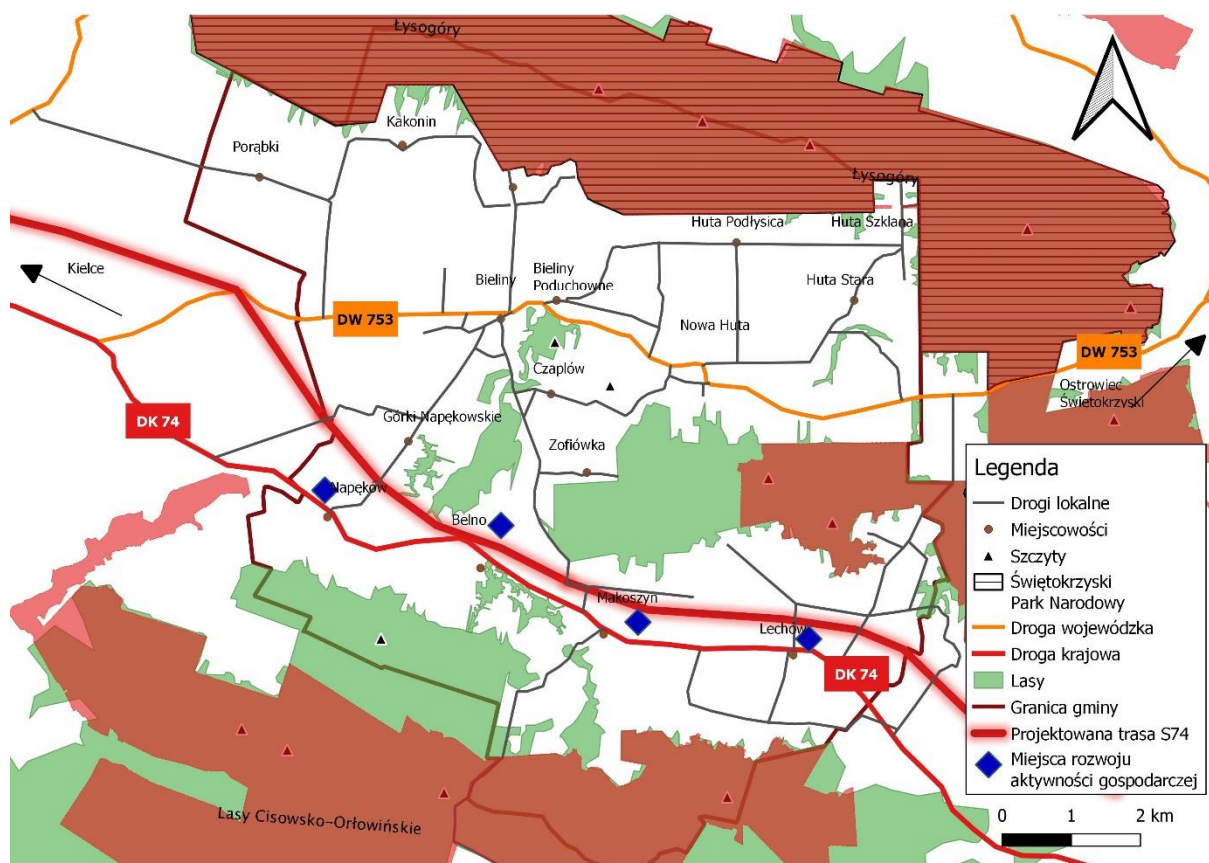 Łysogóry
Kakonin
Porąbki
Łysogóry
Huta Podłysica
Huta Szklana
Kielce
Bieliny
Bieliny
Poduchowne
Huta Stara
DW 753
Nowa Huta
DW 753
Czaplów
Ostrowiec
Świetokrzyski
DK 74
Górki Napękowskie
Zofiówka
Napęków
Belno
Makoszyn
Lechów
DK 74
Lasy Cisowsko-Orłowińskie
Legenda
Drogi lokalne
Miejscowości
Szczyty
Świętokrzyski
Park Narodowy
Droga wojewódzka
Droga krajowa
Lasy
Granica gminy
Projektowana trasa S74
Miejsca rozwoju
aktywności gospodarczej
0 1 2 km